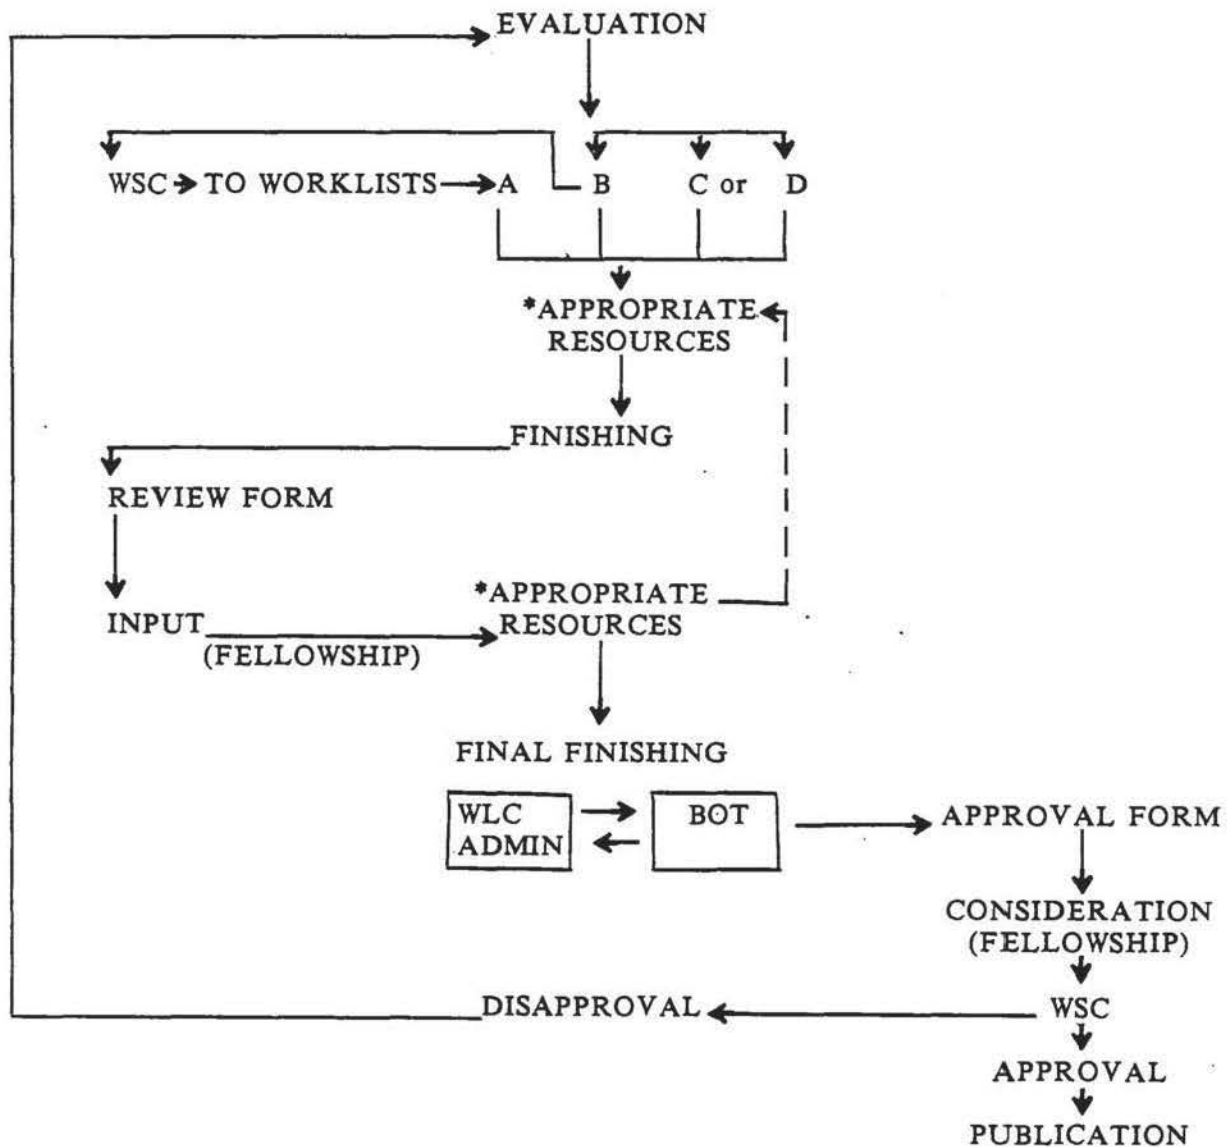 EVALUATION
WSC TO WORKLISTS A B C or D
*APPROPRIATE
RESOURCES
FINISHING
REVIEW FORM
*APPROPRIATE
INPUT RESOURCES
(FELLOWSHIP)
FINAL FINISHING
WLC BOT APPROVAL FORM
ADMIN
CONSIDERATION
(FELLOWSHIP)
DISAPPROVAL WSC
APPROVAL
PUBLICATION